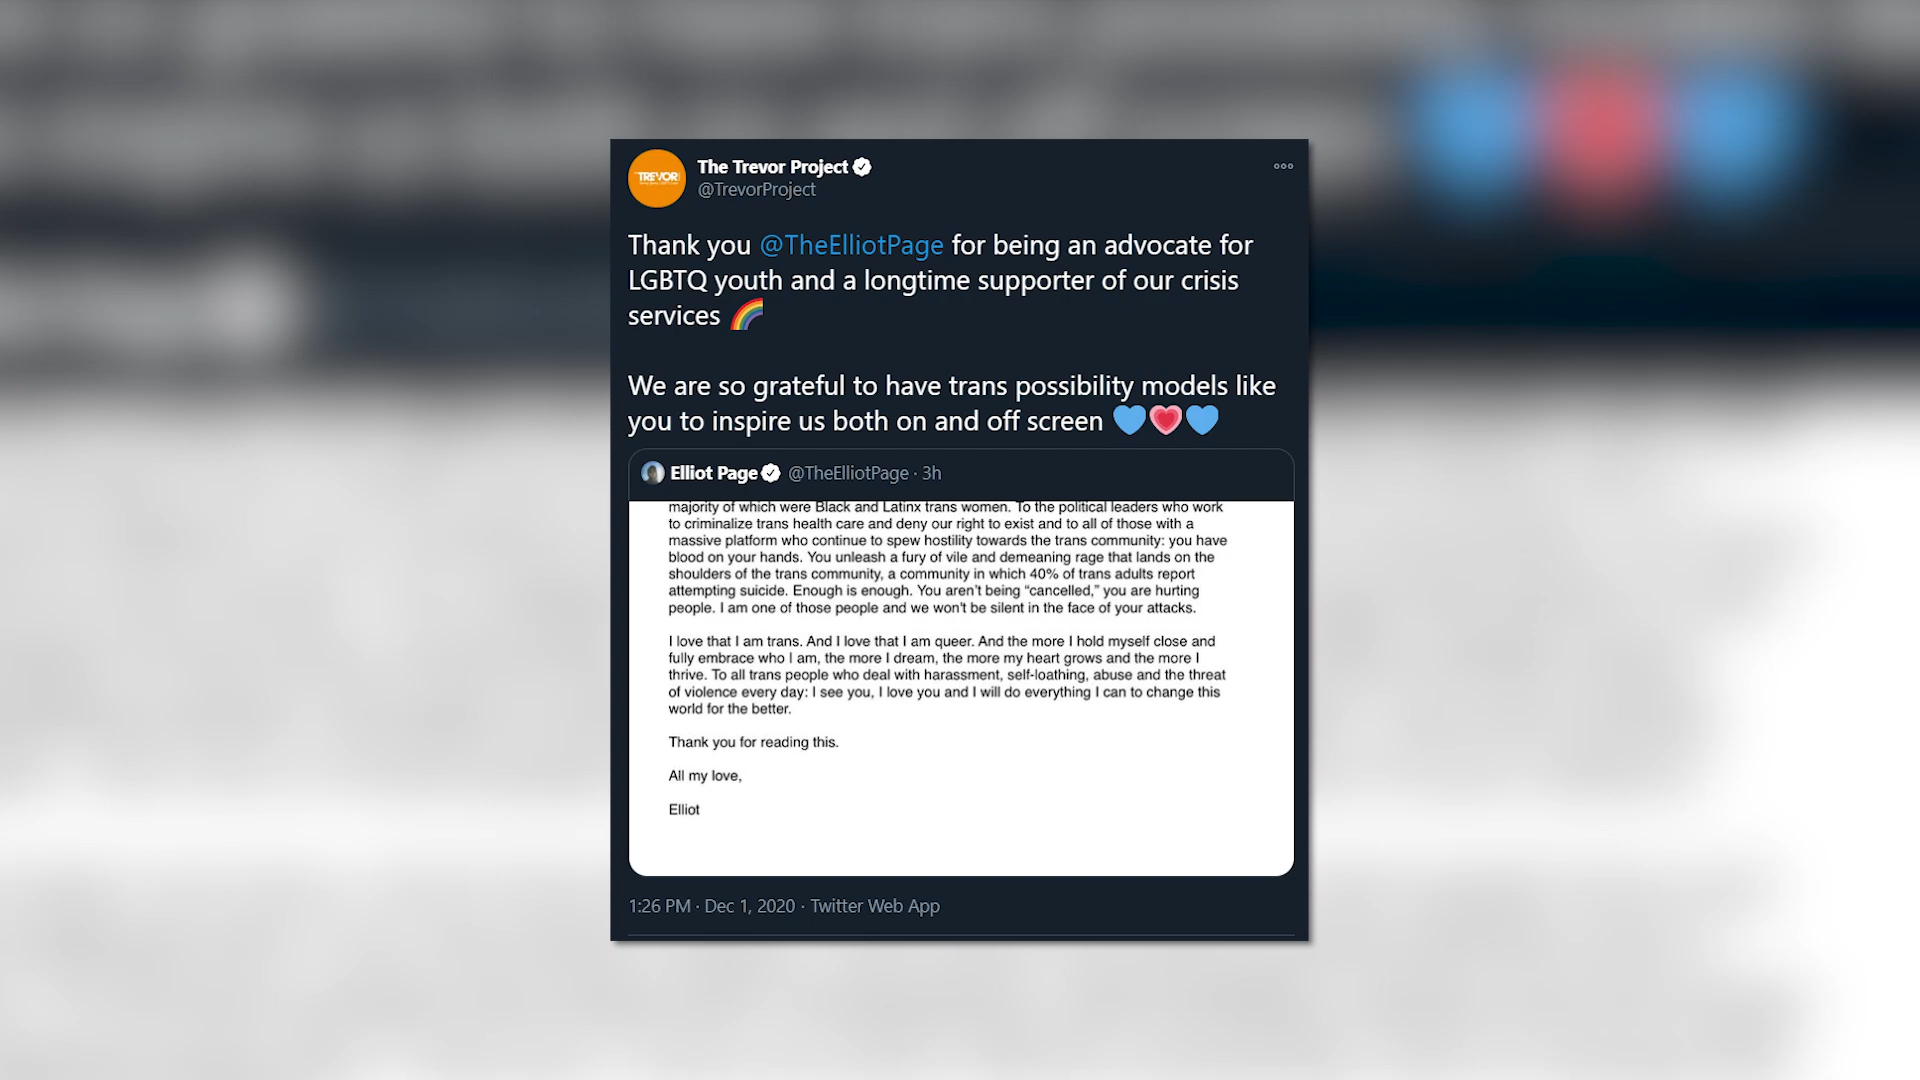 The Trevor Project
@TrevorProject
TREVOR
Thank you @TheElliotPage for being an advocate for
LGBTQ youth and a longtime supporter of our crisis
services 🌈
We are so grateful to have trans possibility models like
you to inspire us both on and off screen 💙💗💙
Elliot Page @TheElliotPage · 3h
majority of which were Black and Latinx trans women. To the political leaders who work
to criminalize trans health care and deny our right to exist and to all of those with a
massive platform who continue to spew hostility towards the trans community: you have
blood on your hands. You unleash a fury of vile and demeaning rage that lands on the
shoulders of the trans community, a community in which 40% of trans adults report
attempting suicide. Enough is enough. You aren't being “cancelled,” you are hurting
people. I am one of those people and we won't be silent in the face of your attacks.
I love that I am trans. And I love that I am queer. And the more I hold myself close and
fully embrace who I am, the more I dream, the more my heart grows and the more I
thrive. To all trans people who deal with harassment, self-loathing, abuse and the threat
of violence every day: I see you, I love you and I will do everything I can to change this
world for the better.
Thank you for reading this.
All my love,
Elliot
1:26 PM · Dec 1, 2020 · Twitter Web App